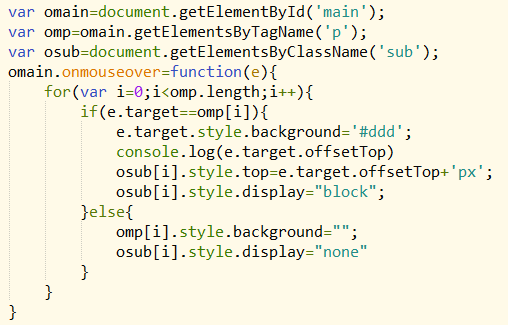 var omain=document.getElementById('main');
var omp=omain.getElementsByTagName('p');
var osub=document.getElementsByClassName('sub');
omain.onmouseover=function(e){
    for(var i=0;i<omp.length;i++){
        if(e.target==omp[i]){
            e.target.style.background='#ddd';
            console.log(e.target.offsetTop)
            osub[i].style.top=e.target.offsetTop+'px';
            osub[i].style.display="block";
        }else{
            omp[i].style.background="";
            osub[i].style.display="none"
        }
    }
}